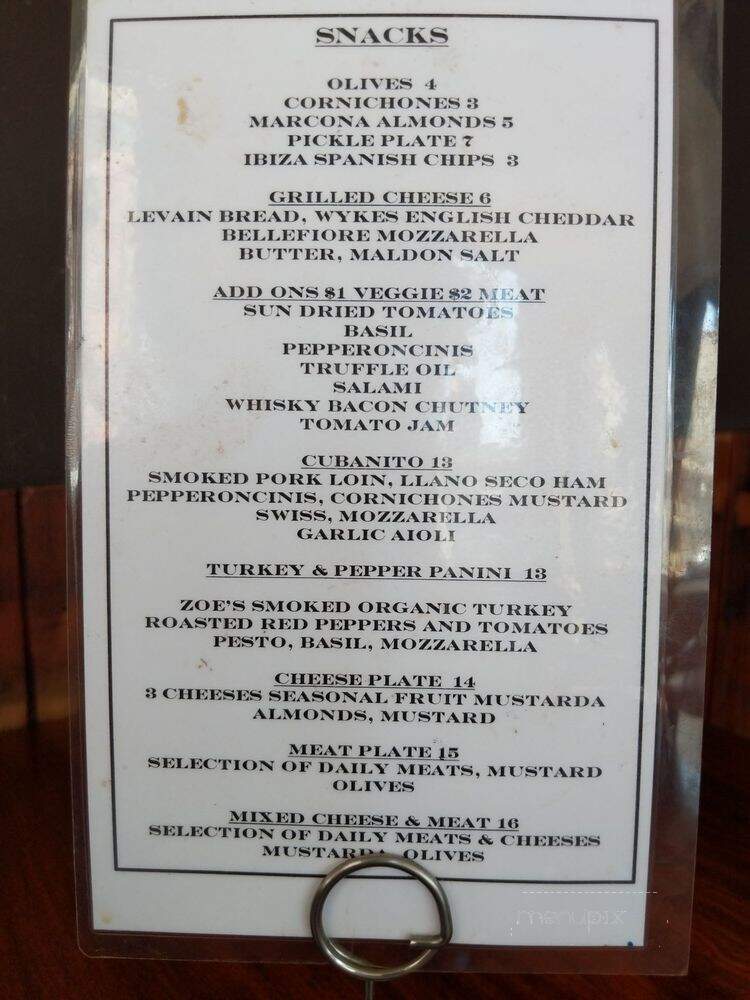 SNACKS
OLIVES 4
CORNICHONES 3
MARCONA ALMONDS 5
PICKLE PLATE 7
IBIZA SPANISH CHIPS 3
GRILLED CHEESE 6
LEVAIN BREAD, WYKES ENGLISH CHEDDAR
BELLEFIORE MOZZARELLA
BUTTER, MALDON SALT
ADD ONS $1 VEGGIE $2 MEAT
SUN DRIED TOMATOES
BASIL
PEPPERONCINIS
TRUFFLE OIL
SALAMI
WHISKY BACON CHUTNEY
TOMATO JAM
CUBANITO 13
SMOKED PORK LOIN, LLANO SECO HAM
PEPPERONCINIS, CORNICHONES MUSTARD
SWISS, MOZZARELLA
GARLIC AIOLI
TURKEY & PEPPER PANINI 13
ZOE'S SMOKED ORGANIC TURKEY
ROASTED RED PEPPERS AND TOMATOES
PESTO, BASIL, MOZZARELLA
CHEESE PLATE 14
3 CHEESES SEASONAL FRUIT MUSTARDA
ALMONDS, MUSTARD
MEAT PLATE 15
SELECTION OF DAILY MEATS, MUSTARD
OLIVES
MIXED CHEESE & MEAT 16
SELECTION OF DAILY MEATS & CHEESES
MUSTARDA, OLIVES
menupix